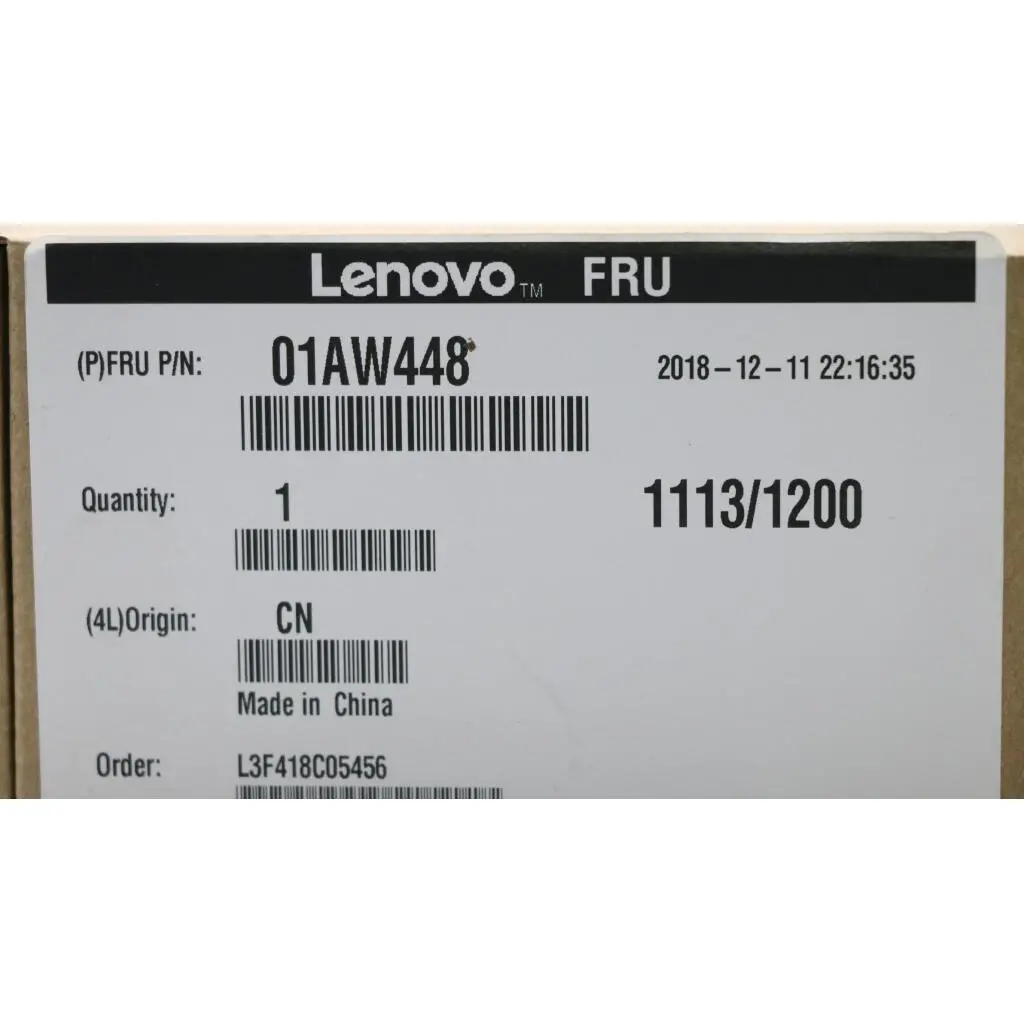 Lenovo™ FRU
(P)FRU P/N: 01AW448 2018-12-11 22:16:35
Quantity: 1 1113/1200
(4L)Origin: CN
Made in China
Order: L3F418C05456